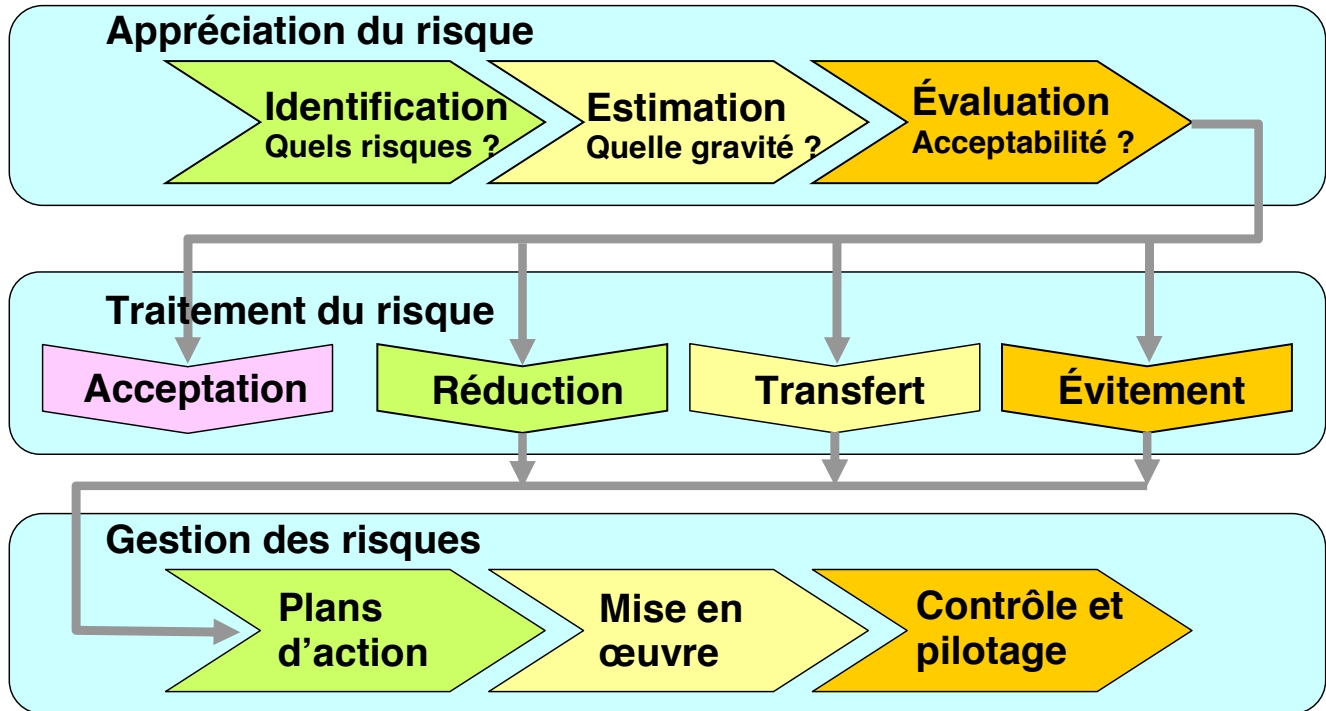 Appréciation du risque
Identification
Quels risques ?
Estimation
Quelle gravité ?
Évaluation
Acceptabilité ?
Traitement du risque
Acceptation
Réduction
Transfert
Évitement
Gestion des risques
Plans
d’action
Mise en
œuvre
Contrôle et
pilotage